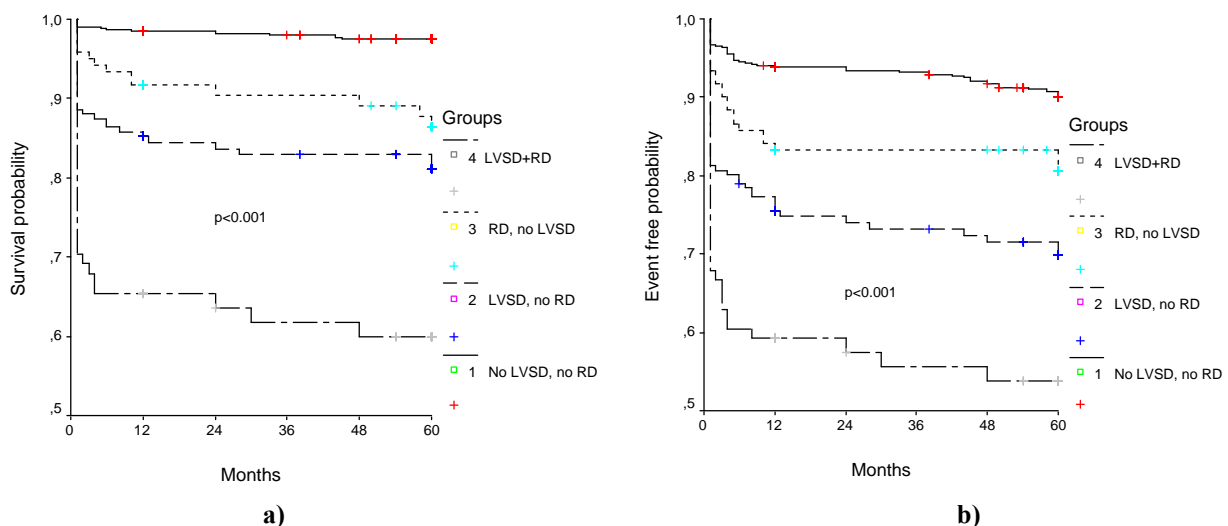 1,0
,9
,8
,7
,6
,5
Survival probability
0
12
24
36
48
60
Months
p<0.001
Groups
4 LVSD+RD
3 RD, no LVSD
2 LVSD, no RD
1 No LVSD, no RD
a)
1,0
,9
,8
,7
,6
,5
Event free probability
0
12
24
36
48
60
Months
p<0.001
Groups
4 LVSD+RD
3 RD, no LVSD
2 LVSD, no RD
1 No LVSD, no RD
b)